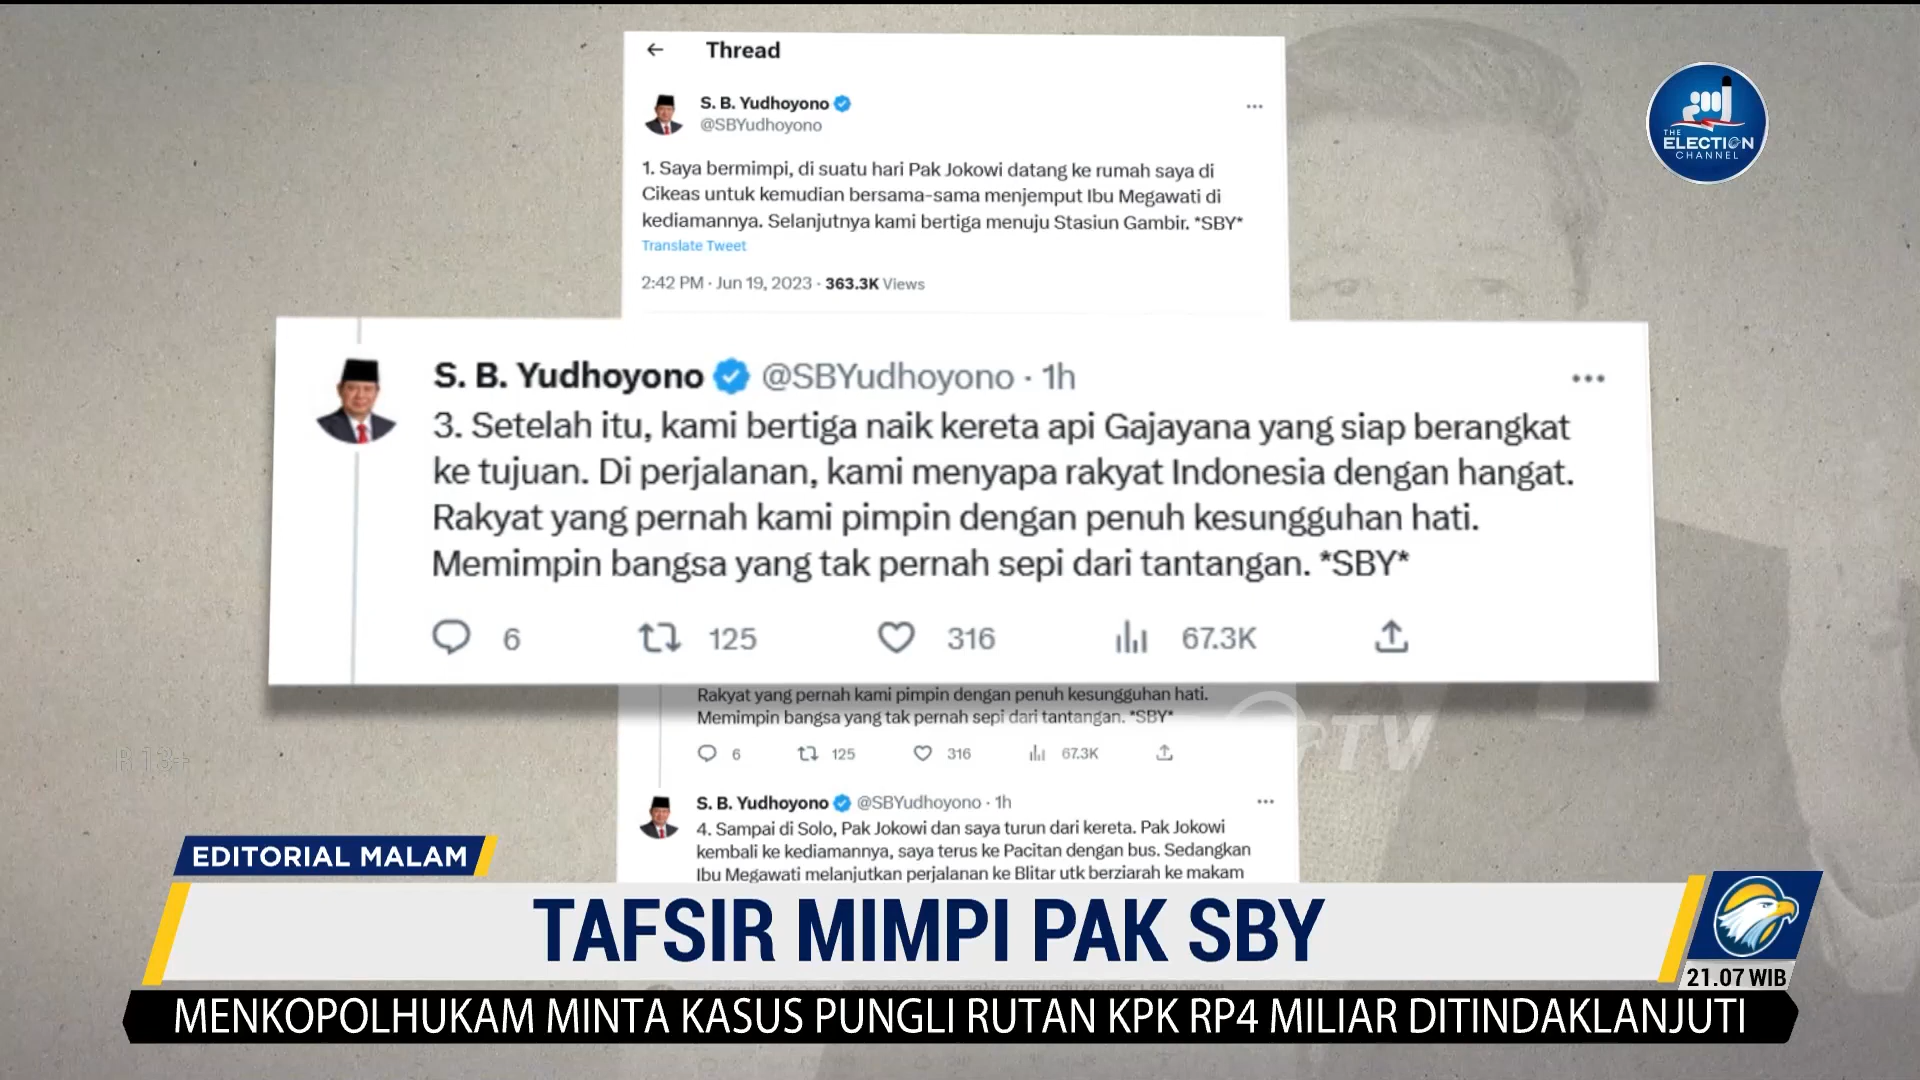 Thread
S. B. Yudhoyono
@SBYudhoyono
1. Saya bermimpi, di suatu hari Pak Jokowi datang ke rumah saya di
Cikeas untuk kemudian bersama-sama menjemput Ibu Megawati di
kediamannya. Selanjutnya kami bertiga menuju Stasiun Gambir. *SBY*
Translate Tweet
2:42 PM · Jun 19, 2023 · 363.3K Views
THE
ELECTION
CHANNEL
S. B. Yudhoyono @SBYudhoyono · 1h
3. Setelah itu, kami bertiga naik kereta api Gajayana yang siap berangkat
ke tujuan. Di perjalanan, kami menyapa rakyat Indonesia dengan hangat.
Rakyat yang pernah kami pimpin dengan penuh kesungguhan hati.
Memimpin bangsa yang tak pernah sepi dari tantangan. *SBY*
6 125 316 67.3K
Rakyat yang pernah kami pimpin dengan penuh kesungguhan hati.
Memimpin bangsa yang tak pernah sepi dari tantangan. *SBY*
6 125 316 67.3K
TV
R 13+
S. B. Yudhoyono @SBYudhoyono · 1h
4. Sampai di Solo, Pak Jokowi dan saya turun dari kereta. Pak Jokowi
kembali ke kediamannya, saya terus ke Pacitan dengan bus. Sedangkan
Ibu Megawati melanjutkan perjalanan ke Blitar utk berziarah ke makam
EDITORIAL MALAM
TAFSIR MIMPI PAK SBY
21.07 WIB
MENKOPOLHUKAM MINTA KASUS PUNGLI RUTAN KPK RP4 MILIAR DITINDAKLANJUTI